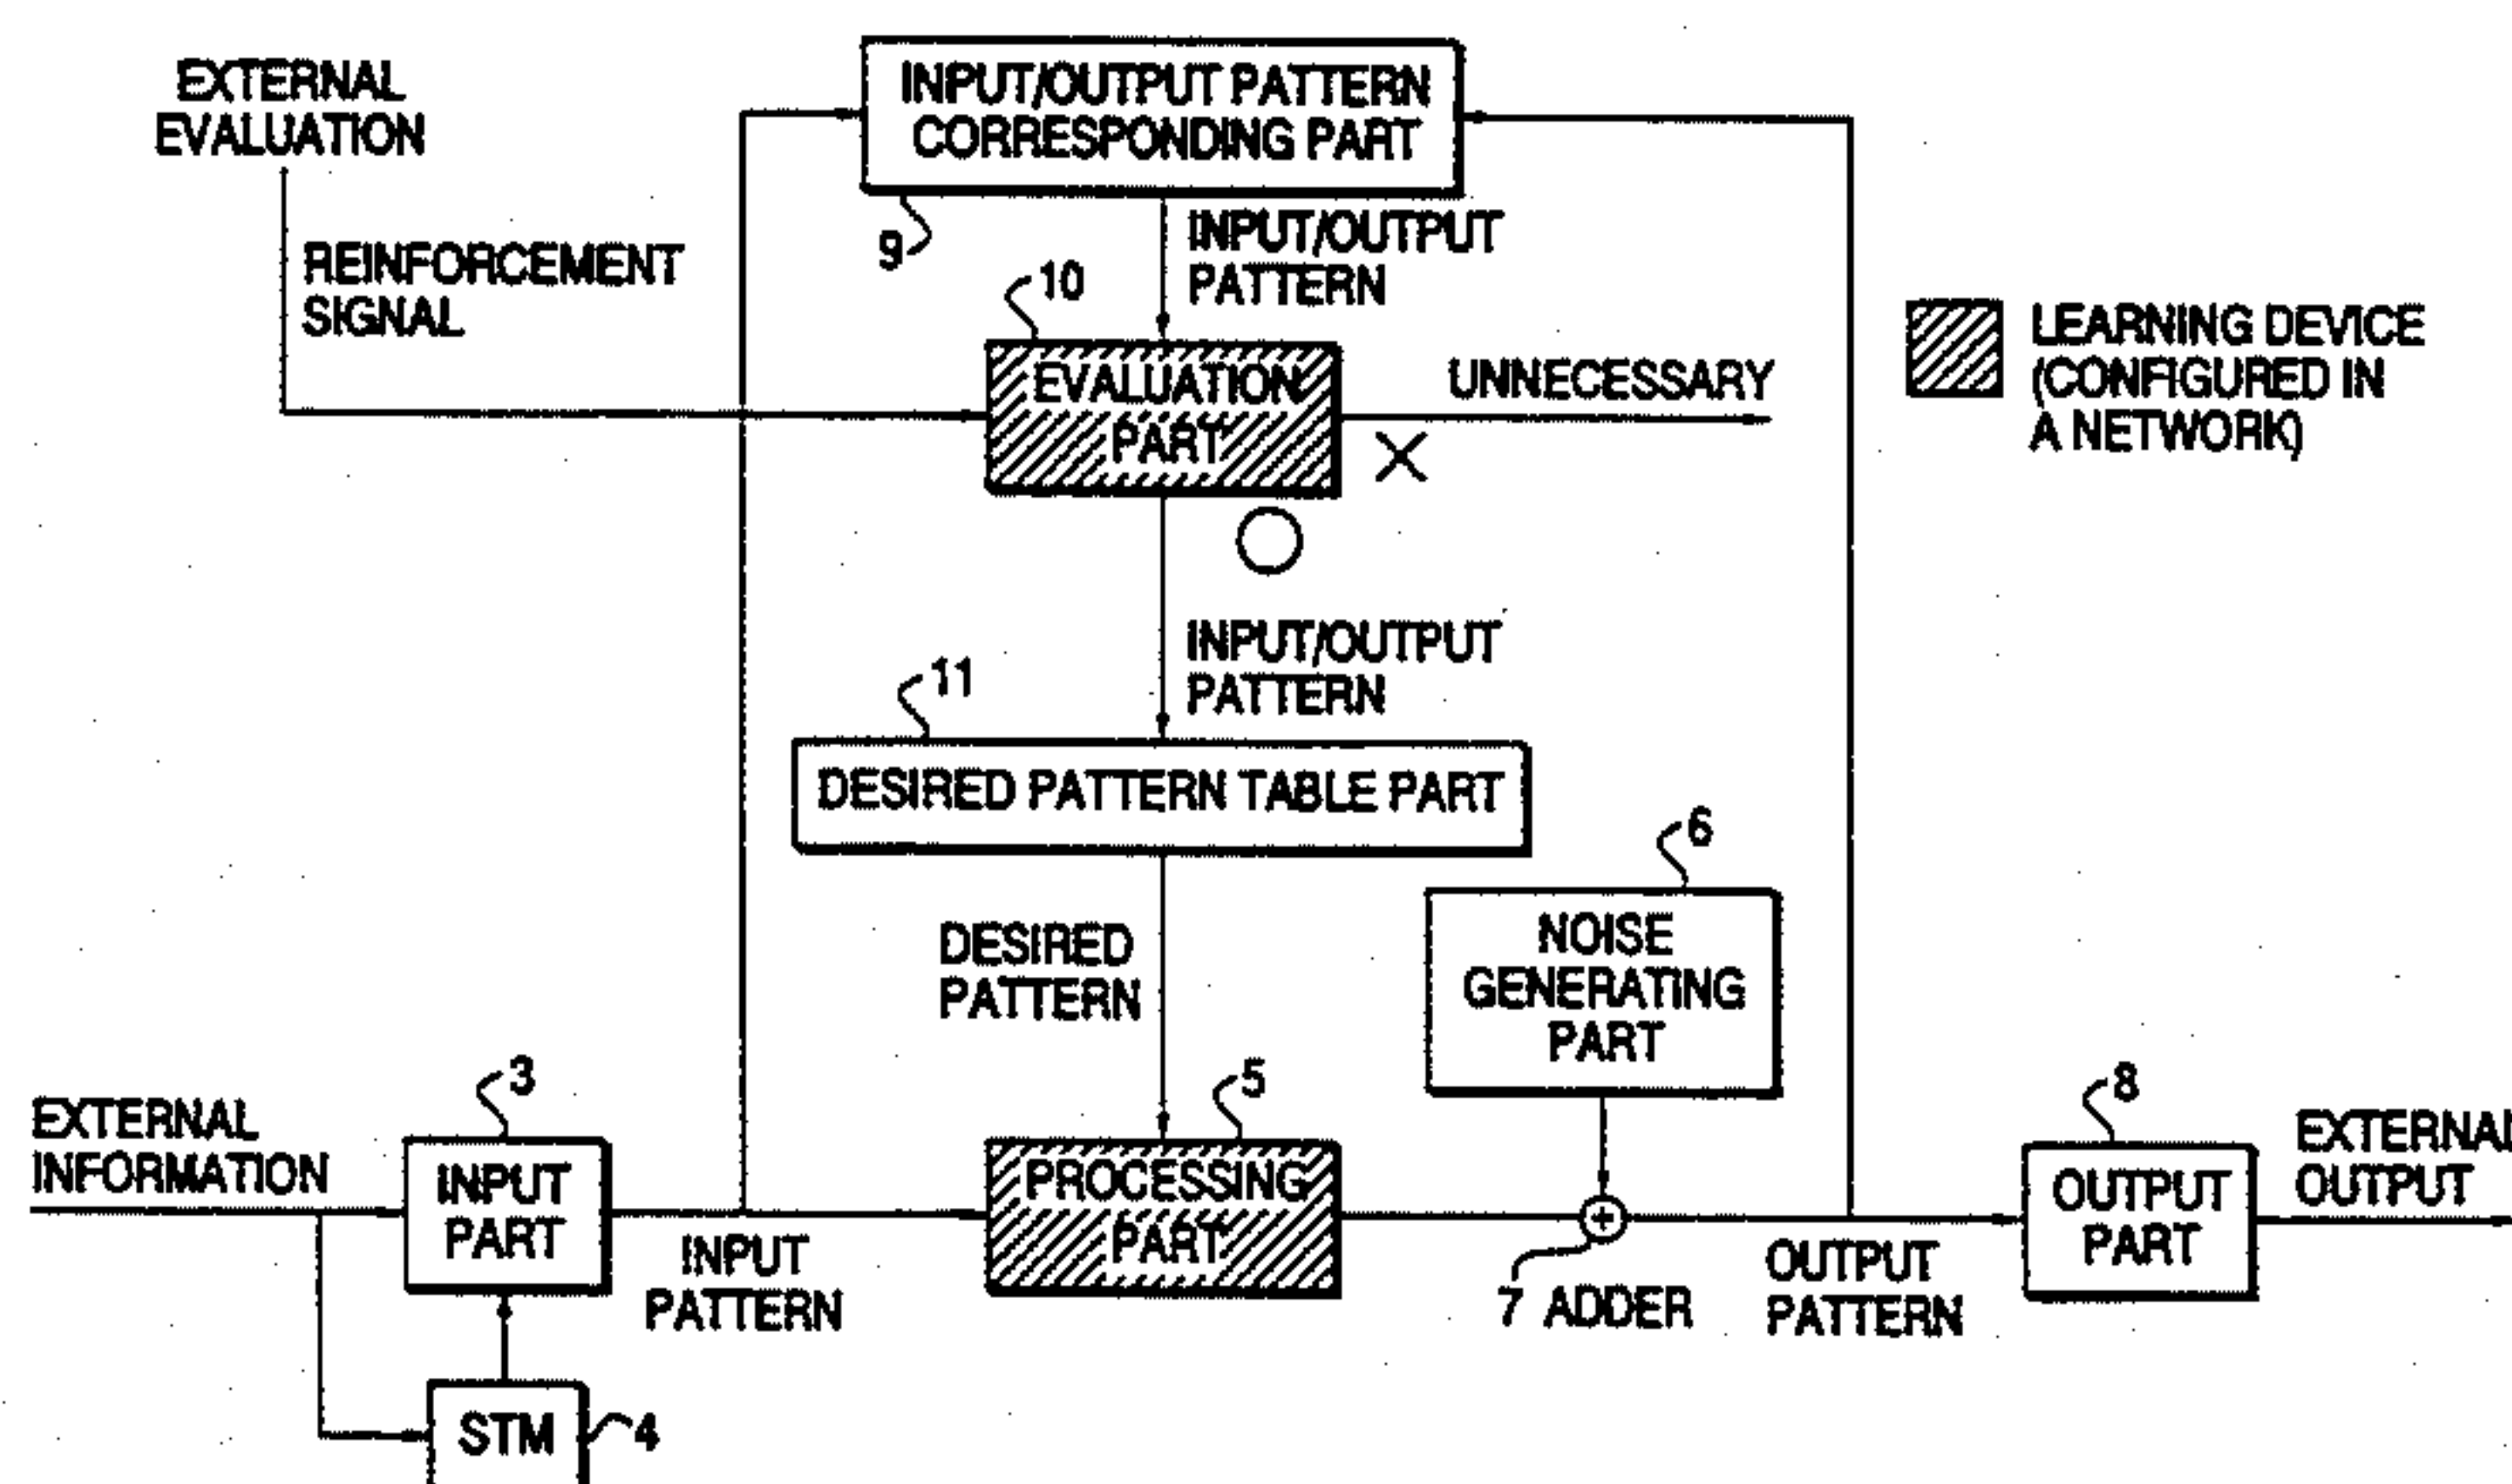 EXTERNAL
EVALUATION
INPUT/OUTPUT PATTERN
CORRESPONDING PART
9
REINFORCEMENT
SIGNAL
INPUT/OUTPUT
PATTERN
10
EVALUATION
PART
UNNECESSARY
LEARNING DEVICE
(CONFIGURED IN
A NETWORK)
INPUT/OUTPUT
PATTERN
11
DESIRED PATTERN TABLE PART
6
NOISE
GENERATING
PART
DESIRED
PATTERN
3
5
8
EXTERNAL
INFORMATION
INPUT
PART
INPUT
PATTERN
PROCESSING
PART
+
7 ADDER
OUTPUT
PATTERN
OUTPUT
PART
EXTERNAL
OUTPUT
STM
4